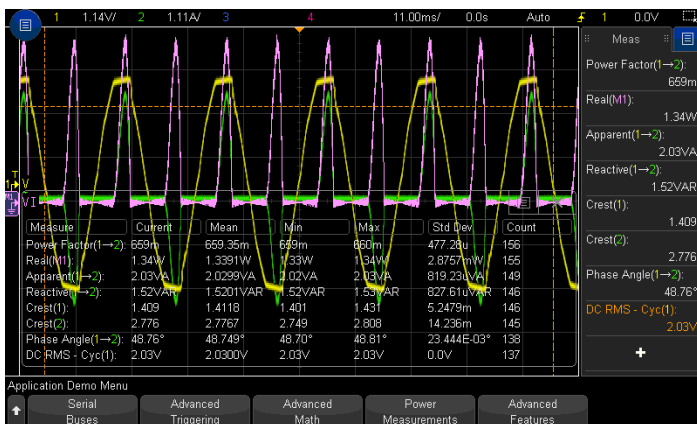 1 1.14V/ 2 1.11A/ 3 4 11.00ms/ 0.0s Auto 1 0.0V
Meas
Power Factor(1→2):
659m
Real(M1):
1.34W
Apparent(1→2):
2.03VA
Reactive(1→2):
1.52VAR
Crest(1):
1.409
Crest(2):
2.776
Phase Angle(1→2):
48.76°
DC RMS - Cyc(1):
2.03V
T
1 V
M1 VI
Measure Current Mean Min Max Std Dev Count
Power Factor(1→2): 659m 659.35m 659m 660m 477.28u 156
Real(M1): 1.34W 1.3391W 1.33W 1.34W 2.8757mW 155
Apparent(1→2): 2.03VA 2.0299VA 2.02VA 2.03VA 819.23uVA 149
Reactive(1→2): 1.52VAR 1.5201VAR 1.52VAR 1.53VAR 827.61uVAR 146
Crest(1): 1.409 1.4118 1.401 1.431 5.2479m 146
Crest(2): 2.776 2.7767 2.749 2.808 14.236m 145
Phase Angle(1→2): 48.76° 48.749° 48.70° 48.81° 23.444E-03° 138
DC RMS - Cyc(1): 2.03V 2.0300V 2.03V 2.03V 0.0V 137
Application Demo Menu
Serial Buses
Advanced Triggering
Advanced Math
Power Measurements
Advanced Features